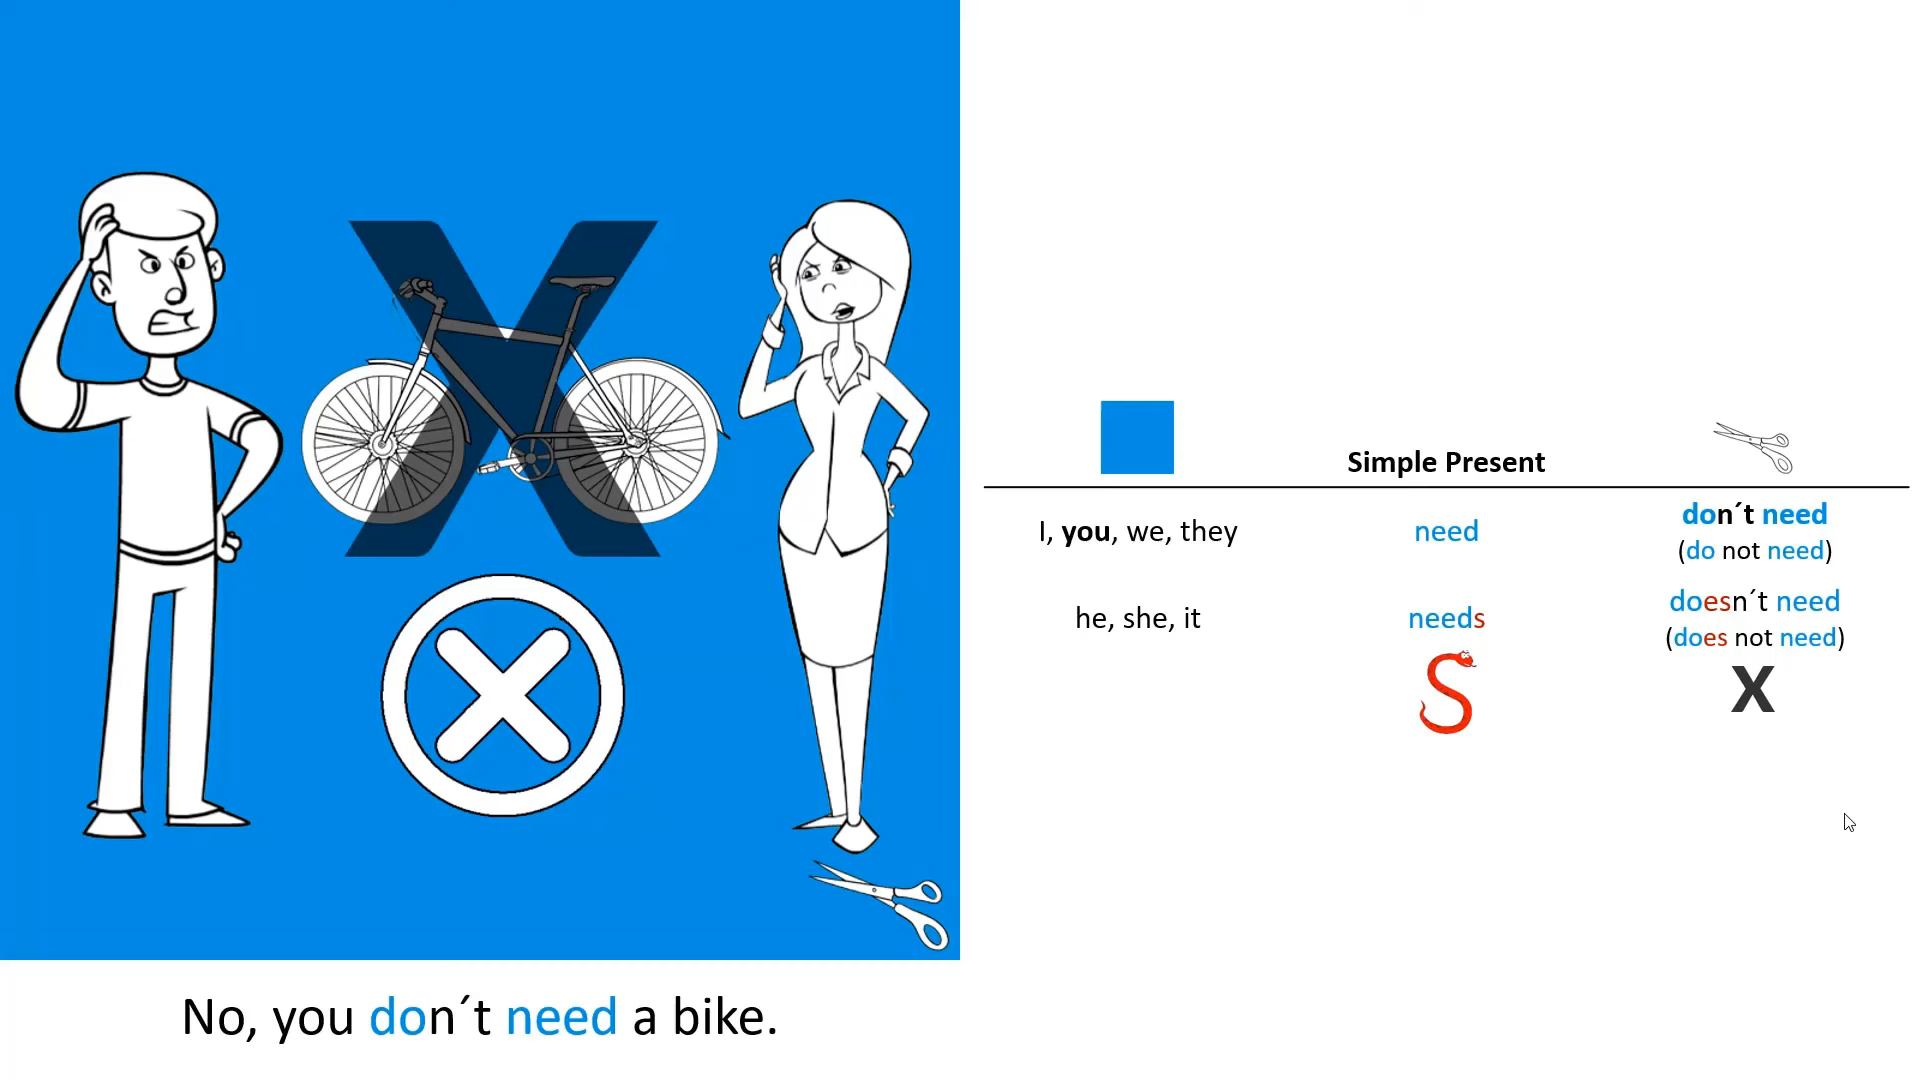 Simple Present
I, you, we, they
need
don´t need
(do not need)
he, she, it
needs
doesn´t need
(does not need)
S
X
X
No, you don´t need a bike.